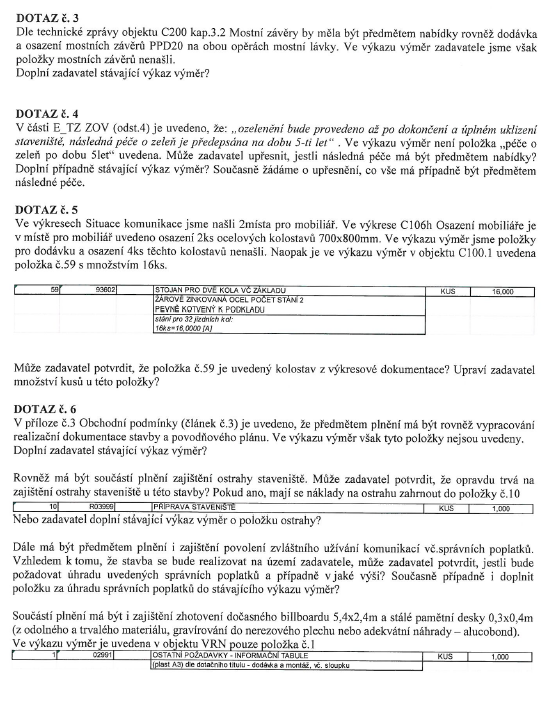 DOTAZ č. 3
Dle technické zprávy objektu C200 kap.3.2 Mostní závěry by měla být předmětem nabídky rovněž dodávka
a osazení mostních závěrů PPD20 na obou opěrách mostní lávky. Ve výkazu výměr zadavatele jsme však
položky mostních závěrů nenašli.
Doplní zadavatel stávající výkaz výměr?
DOTAZ č. 4
V části E_TZ ZOV (odst.4) je uvedeno, že: „ozelenění bude provedeno až po dokončení a úplném uklizení
staveniště, následná péče o zeleň je předepsána na dobu 5-ti let" . Ve výkazu výměr není položka „péče o
zeleň po dobu 5let" uvedena. Může zadavatel upřesnit, jestli následná péče má být předmětem nabídky?
Doplní případně stávající výkaz výměr? Současně žádáme o upřesnění, co vše má případně být předmětem
následné péče.
DOTAZ č. 5
Ve výkresech Situace komunikace jsme našli 2místa pro mobiliář. Ve výkrese C106h Osazení mobiliáře je
v místě pro mobiliář uvedeno osazení 2ks ocelových kolostavů 700x800mm. Ve výkazu výměr jsme položky
pro dodávku a osazení 4ks těchto kolostavů nenašli. Naopak je ve výkazu výměr v objektu C100.1 uvedena
položka č.59 s množstvím 16ks.
59 93602 STOJAN PRO DVĚ KOLA VČ ZÁKLADU KUS 16,000
ŽÁROVĚ ZINKOVANÁ OCEL POČET STÁNÍ 2
PEVNĚ KOTVENÝ K PODKLADU
stání pro 32 jízdních kol:
16ks=16,0000 [A]
Může zadavatel potvrdit, že položka č.59 je uvedený kolostav z výkresové dokumentace? Upraví zadavatel
množství kusů u této položky?
DOTAZ č. 6
V příloze č.3 Obchodní podmínky (článek č.3) je uvedeno, že předmětem plnění má být rovněž vypracování
realizační dokumentace stavby a povodňového plánu. Ve výkazu výměr však tyto položky nejsou uvedeny.
Doplní zadavatel stávající výkaz výměr?
Rovněž má být součástí plnění zajištění ostrahy staveniště. Může zadavatel potvrdit, že opravdu trvá na
zajištění ostrahy staveniště u této stavby? Pokud ano, mají se náklady na ostrahu zahrnout do položky č.10
10 R03999 PŘÍPRAVA STAVENIŠTĚ KUS 1,000
Nebo zadavatel doplní stávající výkaz výměr o položku ostrahy?
Dále má být předmětem plnění i zajištění povolení zvláštního užívání komunikací vč.správních poplatků.
Vzhledem k tomu, že stavba se bude realizovat na území zadavatele, může zadavatel potvrdit, jestli bude
požadovat úhradu uvedených správních poplatků a případně v jaké výši? Současně případně i doplnit
položku za úhradu správních poplatků do stávajícího výkazu výměr?
Součástí plnění má být i zajištění zhotovení dočasného billboardu 5,4x2,4m a stálé pamětní desky 0,3x0,4m
(z odolného a trvalého materiálu, gravírování do nerezového plechu nebo adekvátní náhrady – alucobond).
Ve výkazu výměr je uvedena v objektu VRN pouze položka č.1
1 02991 OSTATNÍ POŽADAVKY - INFORMAČNÍ TABULE KUS 1,000
(plast A3) dle dotačního titulu - dodávka a montáž, vč. sloupku